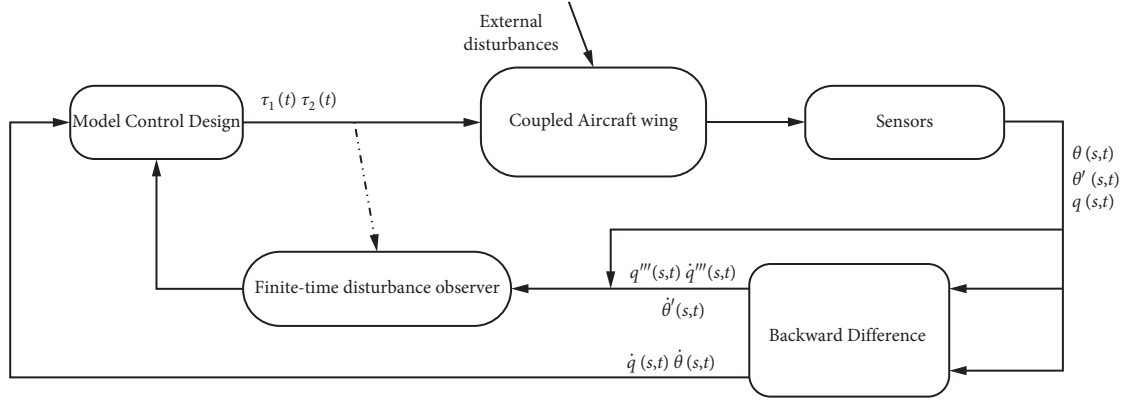 External
disturbances
τ₁(t) τ₂(t)
Model Control Design
Coupled Aircraft wing
Sensors
θ (s,t)
θ′ (s,t)
q (s,t)
q‴(s,t) q̇‴(s,t)
Finite-time disturbance observer
θ̇′(s,t)
Backward Difference
q̇ (s,t) θ̇ (s,t)